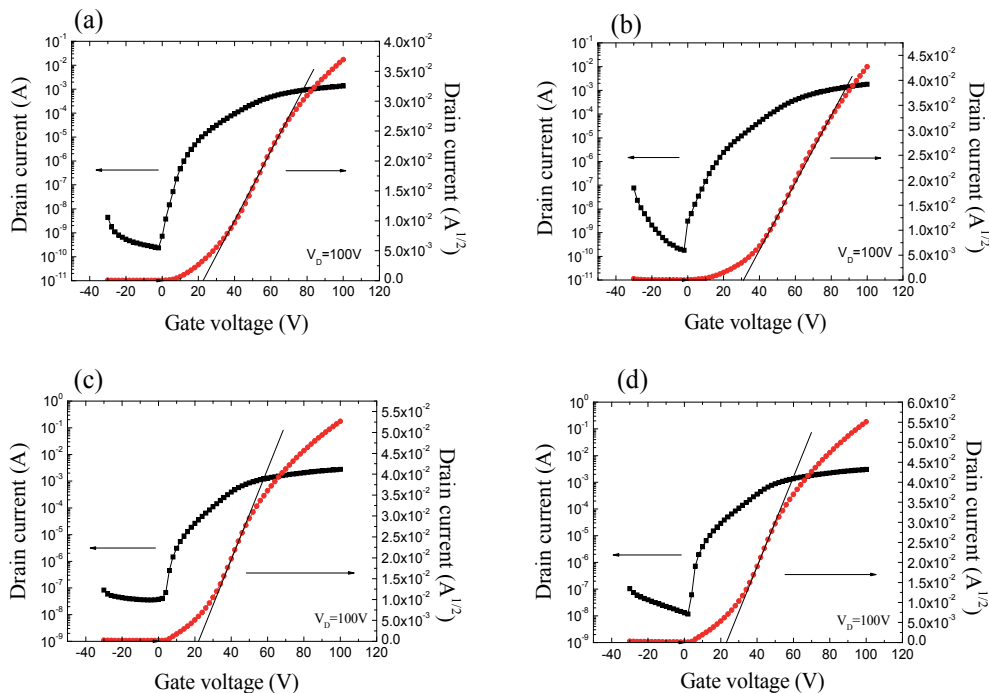 (a)
10^-1
10^-2
10^-3
10^-4
10^-5
10^-6
10^-7
10^-8
10^-9
10^-10
10^-11
Drain current (A)
4.0x10^-2
3.5x10^-2
3.0x10^-2
2.5x10^-2
2.0x10^-2
1.5x10^-2
1.0x10^-2
5.0x10^-3
0.0
Drain current (A^1/2)
V_D=100V
-40 -20 0 20 40 60 80 100 120
Gate voltage (V)
(b)
10^-1
10^-2
10^-3
10^-4
10^-5
10^-6
10^-7
10^-8
10^-9
10^-10
10^-11
Drain current (A)
4.5x10^-2
4.0x10^-2
3.5x10^-2
3.0x10^-2
2.5x10^-2
2.0x10^-2
1.5x10^-2
1.0x10^-2
5.0x10^-3
0.0
Drain current (A^1/2)
V_D=100V
-40 -20 0 20 40 60 80 100 120
Gate voltage (V)
(c)
10^0
10^-1
10^-2
10^-3
10^-4
10^-5
10^-6
10^-7
10^-8
10^-9
Drain current (A)
5.5x10^-2
5.0x10^-2
4.5x10^-2
4.0x10^-2
3.5x10^-2
3.0x10^-2
2.5x10^-2
2.0x10^-2
1.5x10^-2
1.0x10^-2
5.0x10^-3
0.0
Drain current (A^1/2)
V_D=100V
-40 -20 0 20 40 60 80 100 120
Gate voltage (V)
(d)
10^0
10^-1
10^-2
10^-3
10^-4
10^-5
10^-6
10^-7
10^-8
10^-9
Drain current (A)
6.0x10^-2
5.5x10^-2
5.0x10^-2
4.5x10^-2
4.0x10^-2
3.5x10^-2
3.0x10^-2
2.5x10^-2
2.0x10^-2
1.5x10^-2
1.0x10^-2
5.0x10^-3
0.0
Drain current (A^1/2)
V_D=100V
-40 -20 0 20 40 60 80 100 120
Gate voltage (V)